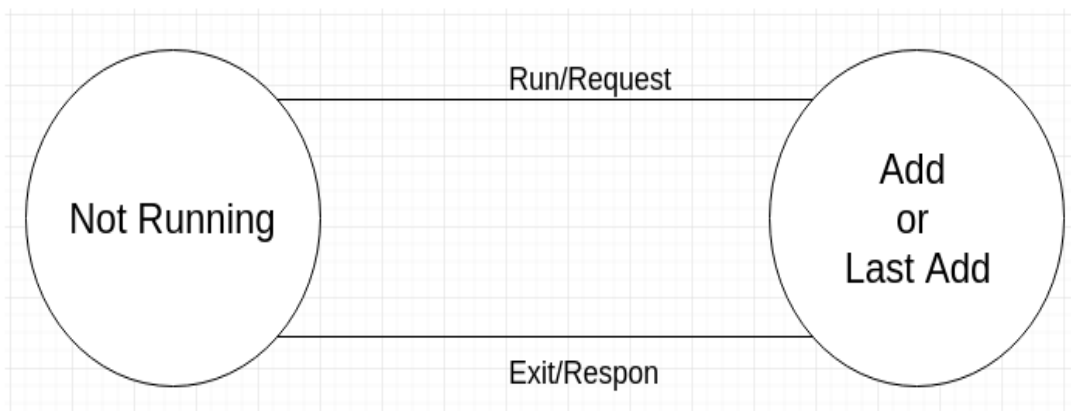 Run/Request
Not Running
Add
or
Last Add
Exit/Respon